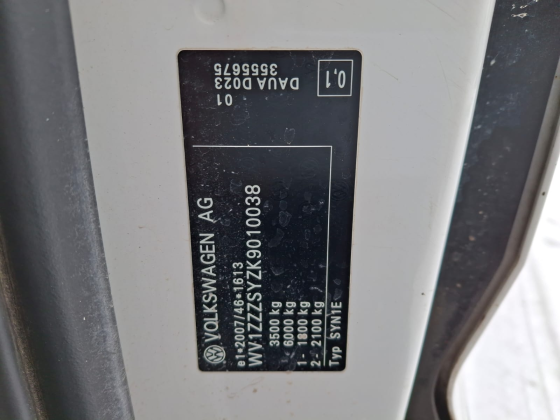 VOLKSWAGEN AG
e1*2007/46*1613
WV1ZZZSYZK9010038
3500 kg
6000 kg
1- 1800 kg
2- 2100 kg
Typ SYN1E
01
DAUA D023
3555675
0,1